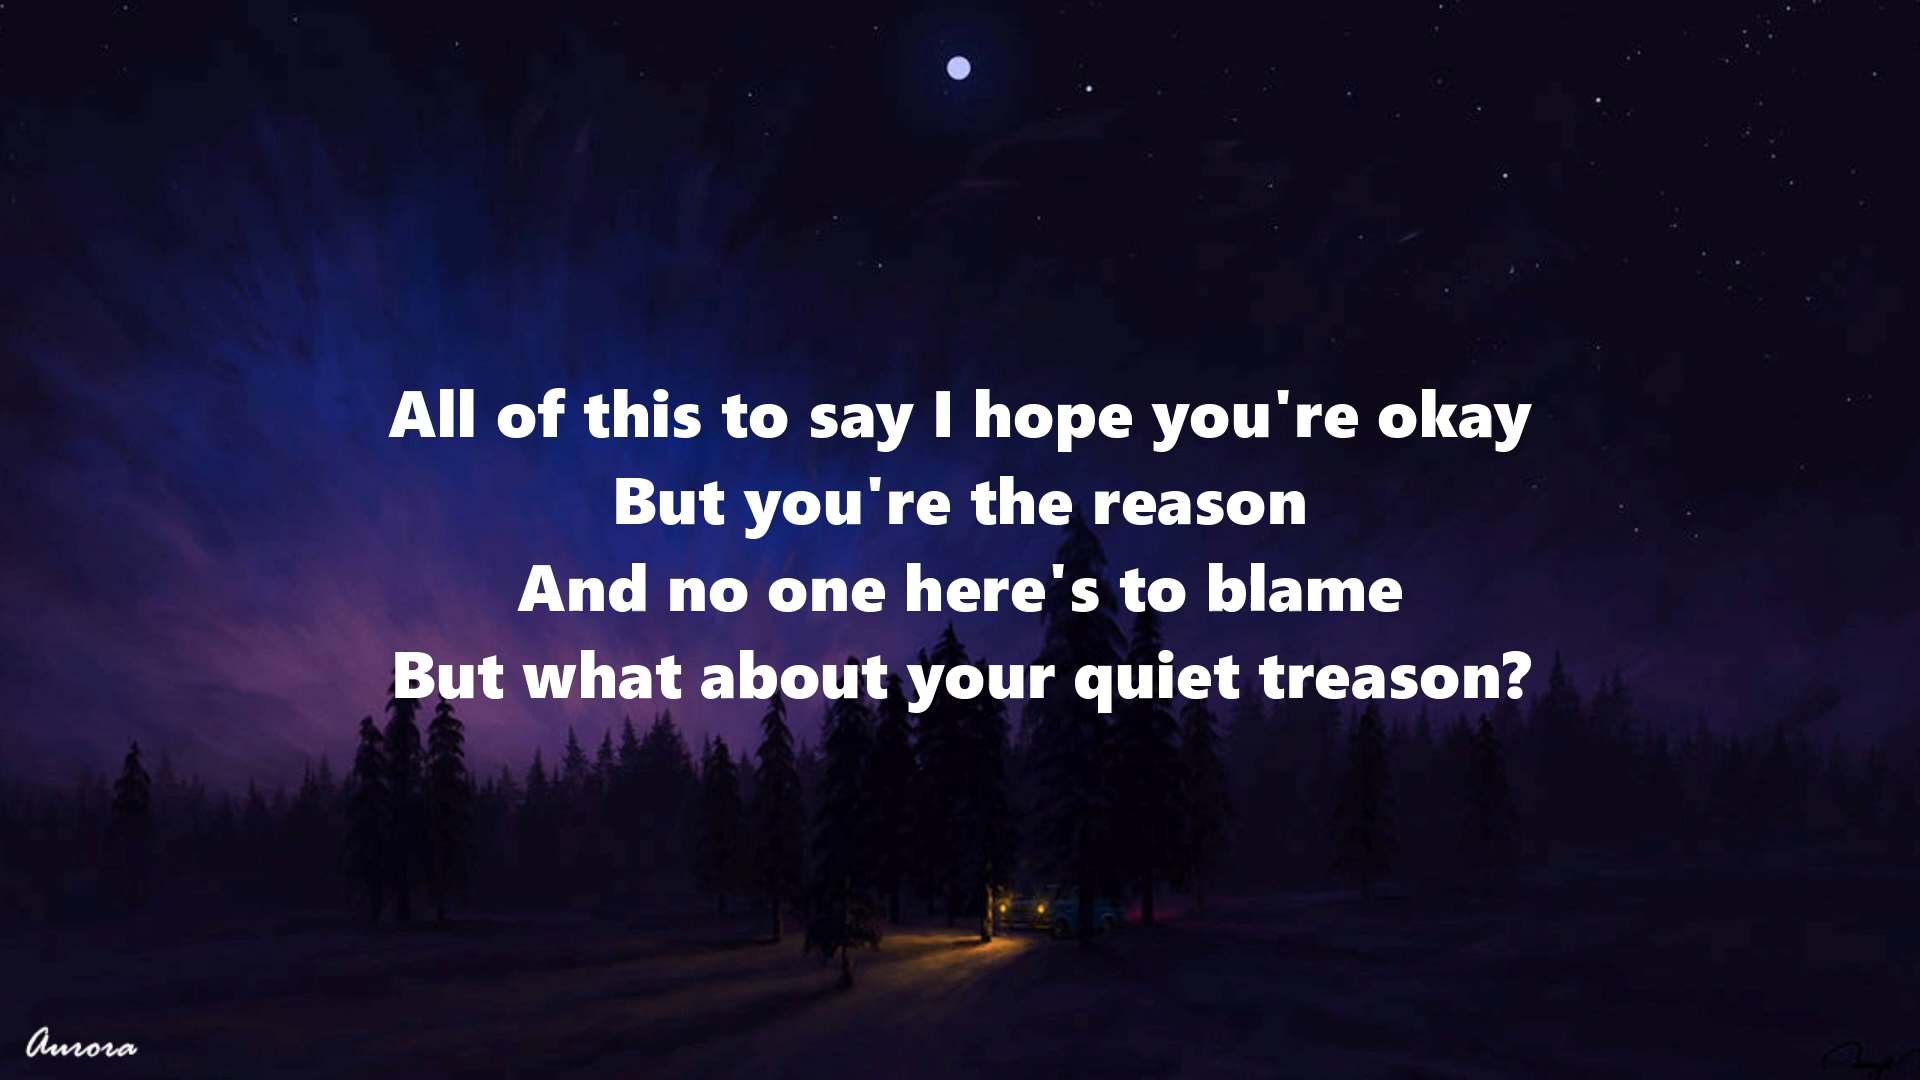 All of this to say I hope you're okay
But you're the reason
And no one here's to blame
But what about your quiet treason?
Aurora